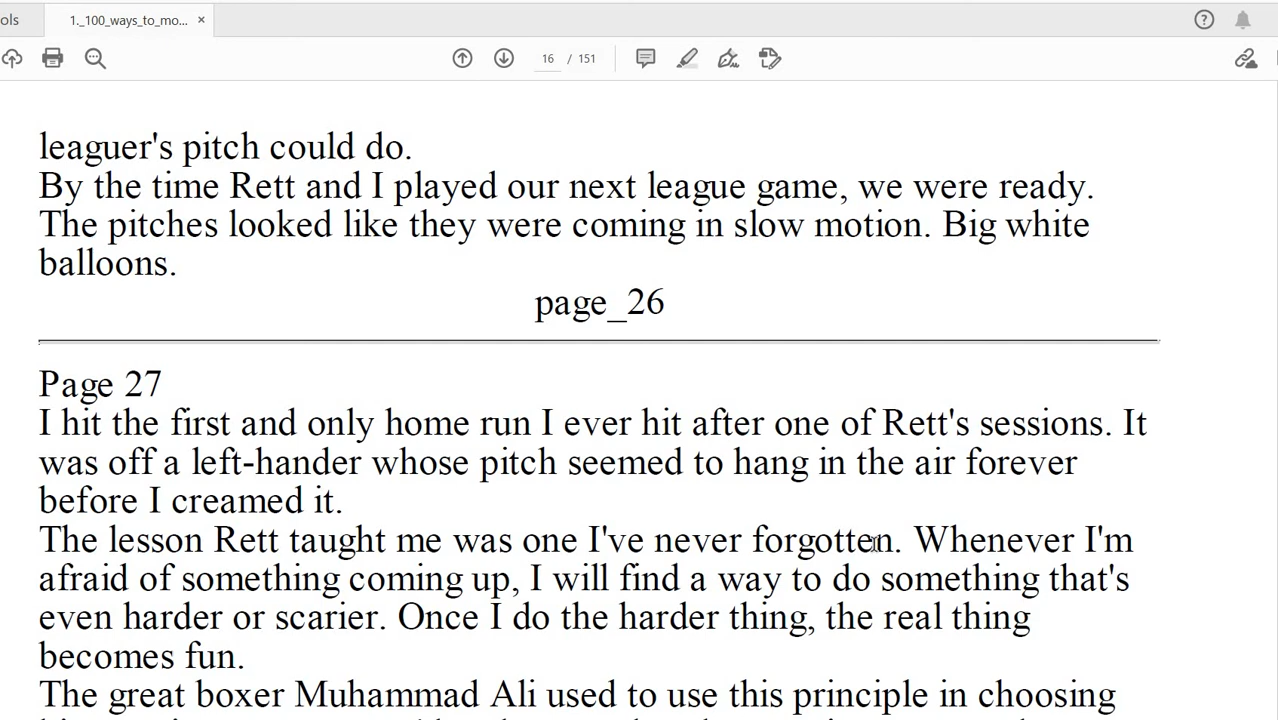 ols
1._100_ways_to_mo... ×
16 / 151
leaguer's pitch could do.
By the time Rett and I played our next league game, we were ready.
The pitches looked like they were coming in slow motion. Big white
balloons.
page_26
Page 27
I hit the first and only home run I ever hit after one of Rett's sessions. It
was off a left-hander whose pitch seemed to hang in the air forever
before I creamed it.
The lesson Rett taught me was one I've never forgotten. Whenever I'm
afraid of something coming up, I will find a way to do something that's
even harder or scarier. Once I do the harder thing, the real thing
becomes fun.
The great boxer Muhammad Ali used to use this principle in choosing